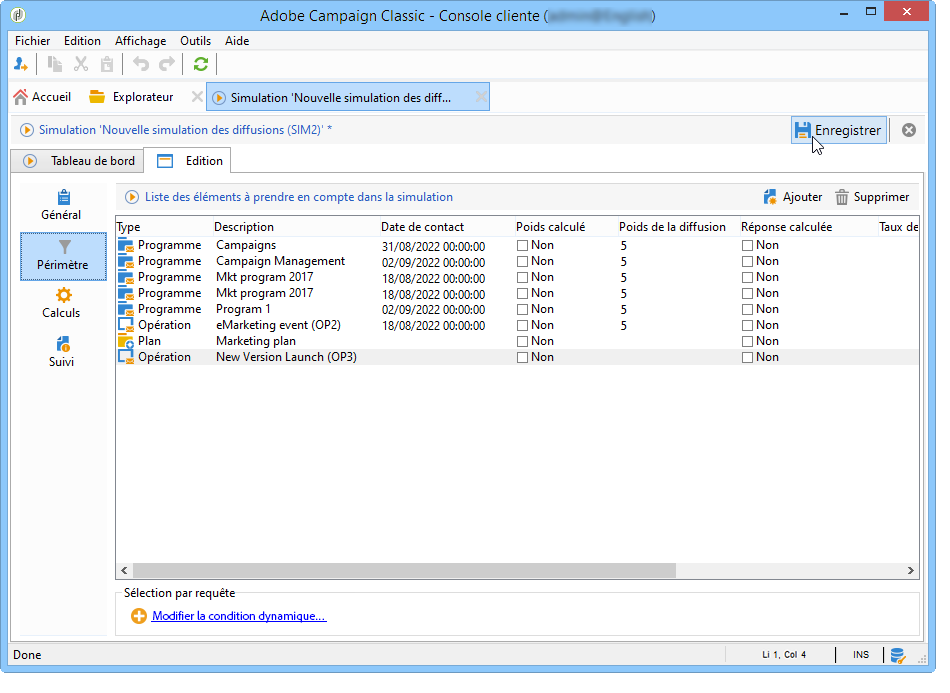 Adobe Campaign Classic - Console cliente (
Fichier Edition Affichage Outils Aide
Accueil Explorateur Simulation 'Nouvelle simulation des diff...
Simulation 'Nouvelle simulation des diffusions (SIM2)' * Enregistrer
Tableau de bord Edition
Général
Périmètre
Calculs
Suivi
Liste des éléments à prendre en compte dans la simulation Ajouter Supprimer
Type Description Date de contact Poids calculé Poids de la diffusion Réponse calculée Taux de
Programme Campaigns 31/08/2022 00:00:00 Non 5 Non
Programme Campaign Management 02/09/2022 00:00:00 Non 5 Non
Programme Mkt program 2017 18/08/2022 00:00:00 Non 5 Non
Programme Mkt program 2017 18/08/2022 00:00:00 Non 5 Non
Programme Program 1 02/09/2022 00:00:00 Non 5 Non
Opération eMarketing event (OP2) 18/08/2022 00:00:00 Non 5 Non
Plan Marketing plan Non Non
Opération New Version Launch (OP3) Non Non
Sélection par requête
Modifier la condition dynamique...
Done Li 1, Col 4 INS